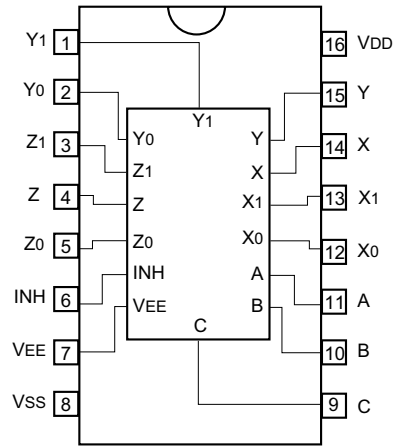 Y1 1 16 VDD
Y0 2 15 Y
Z1 3 14 X
Z 4 13 X1
Z0 5 12 X0
INH 6 11 A
VEE 7 10 B
VSS 8 9 C
Y1
Y0 Y
Z1 X
Z X1
Z0 X0
INH A
VEE B
C